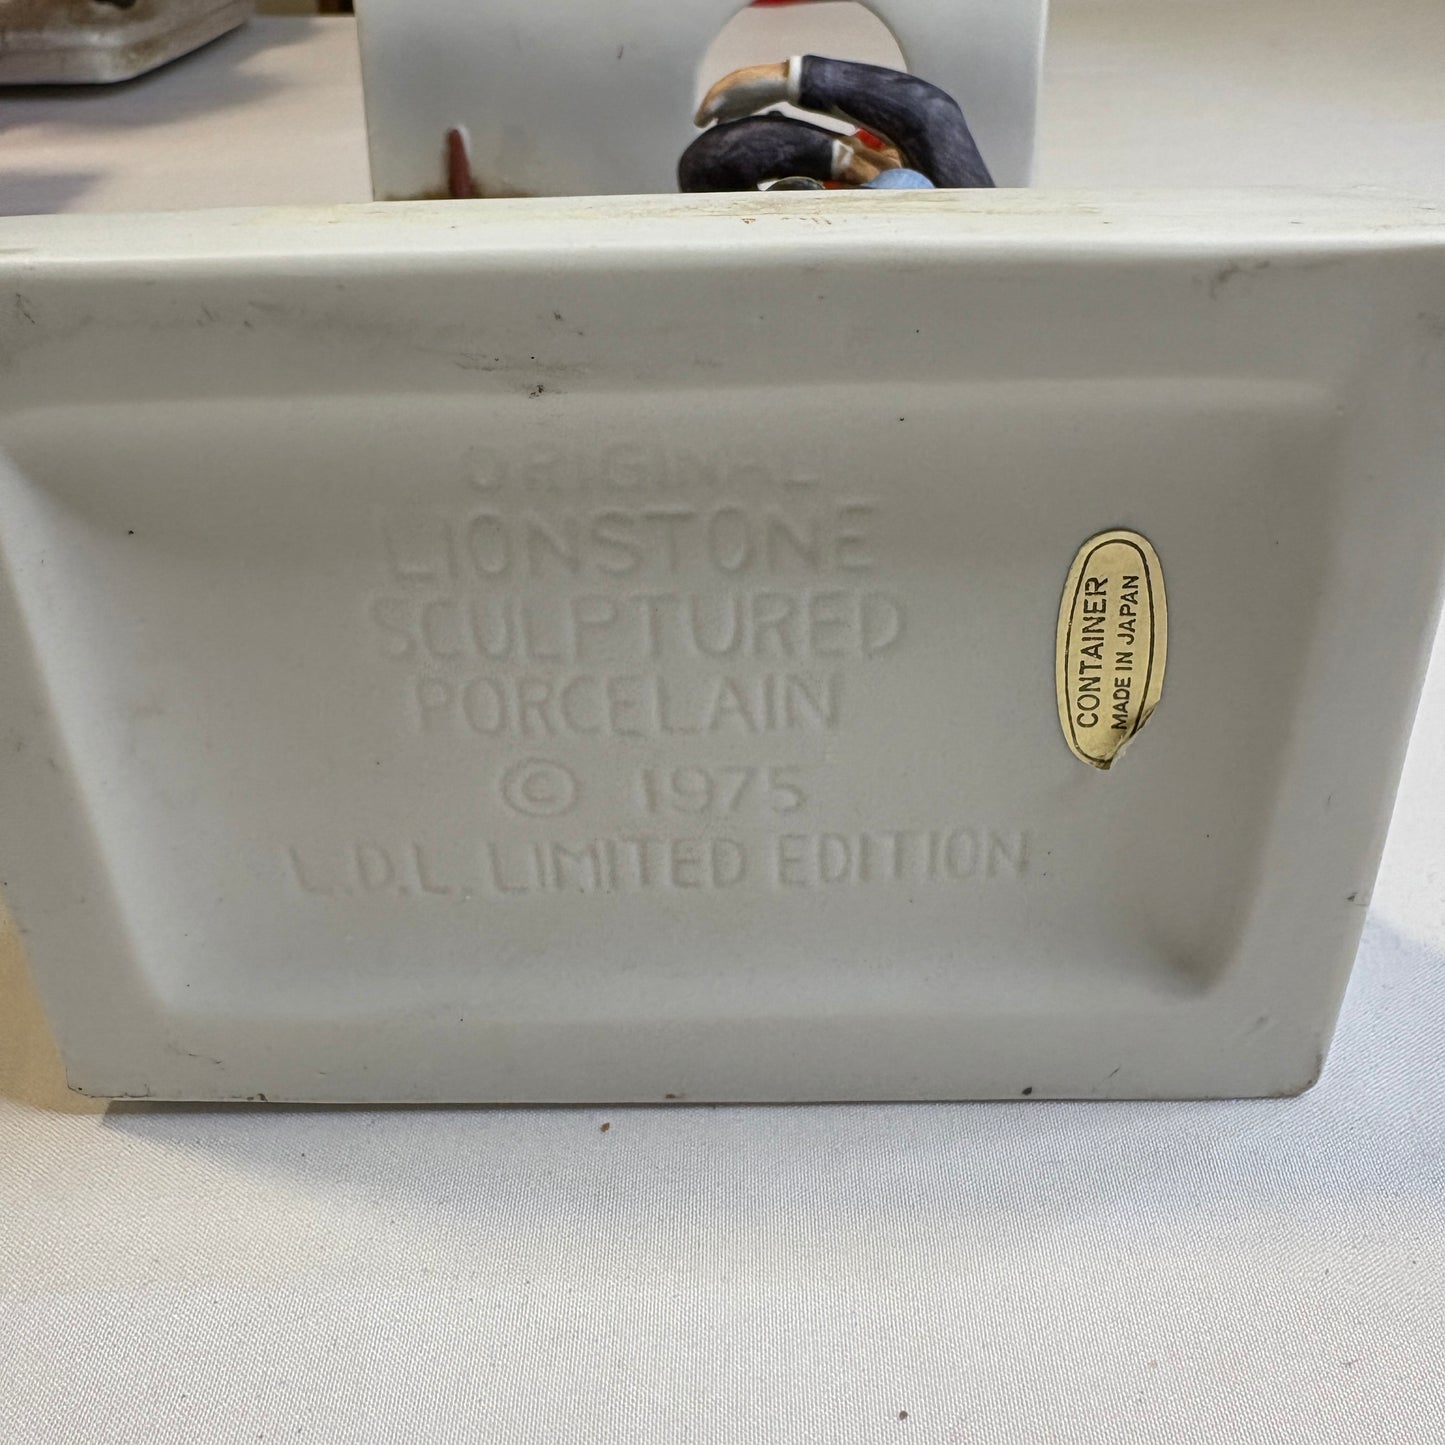 ORIGINAL
LIONSTONE
SCULPTURED
PORCELAIN
© 1975
L.D.L. LIMITED EDITION
CONTAINER
MADE IN JAPAN